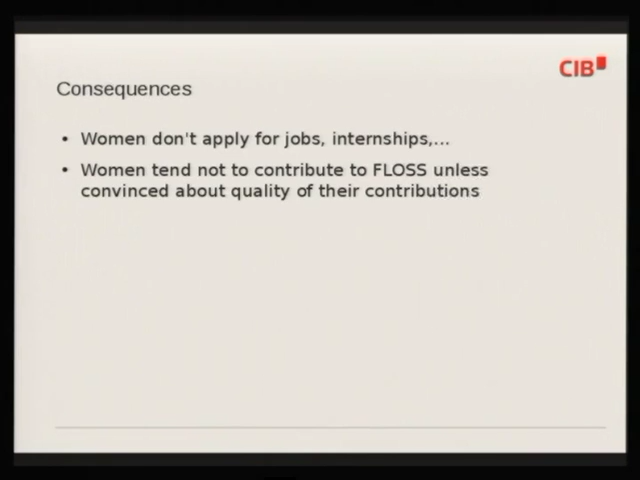 CIB
Consequences
• Women don't apply for jobs, internships,...
• Women tend not to contribute to FLOSS unless
convinced about quality of their contributions